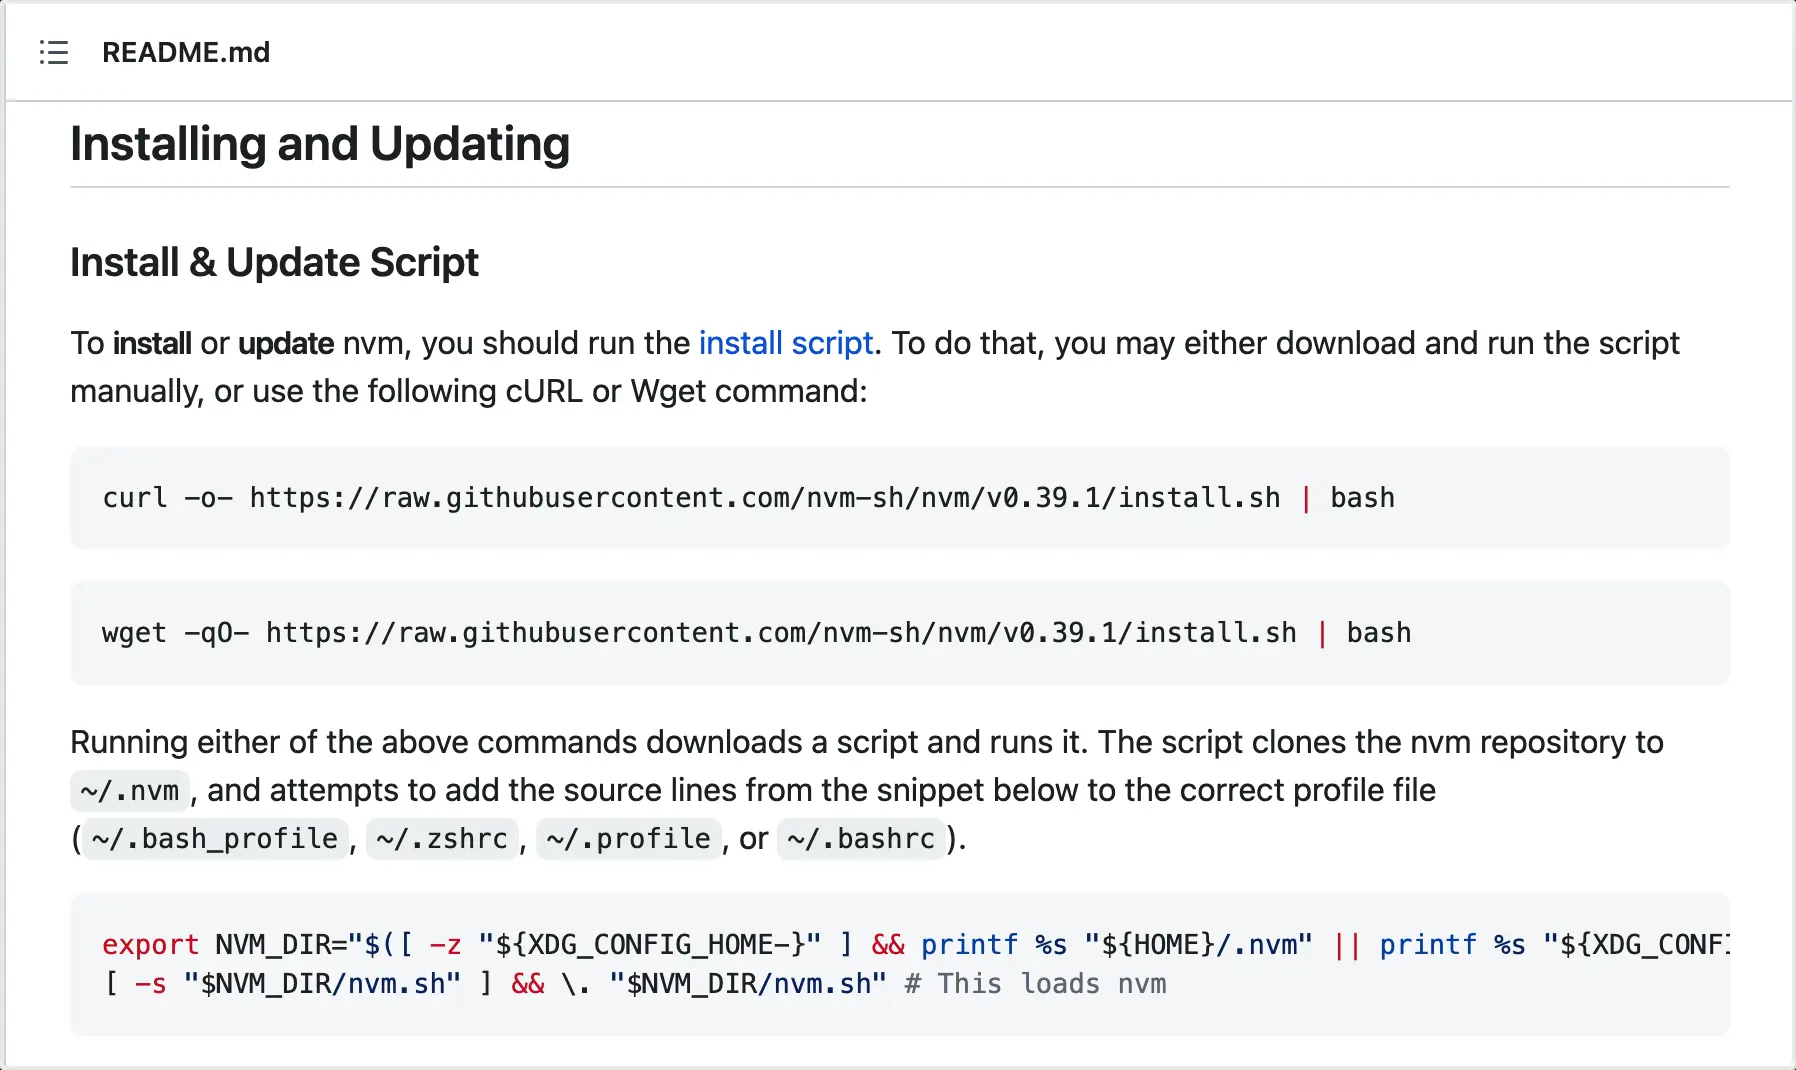 README.md
Installing and Updating
Install & Update Script
To install or update nvm, you should run the install script. To do that, you may either download and run the script
manually, or use the following cURL or Wget command:
curl -o- https://raw.githubusercontent.com/nvm-sh/nvm/v0.39.1/install.sh | bash
wget -qO- https://raw.githubusercontent.com/nvm-sh/nvm/v0.39.1/install.sh | bash
Running either of the above commands downloads a script and runs it. The script clones the nvm repository to
~/.nvm, and attempts to add the source lines from the snippet below to the correct profile file
(~/.bash_profile, ~/.zshrc, ~/.profile, or ~/.bashrc).
export NVM_DIR="$([ -z "${XDG_CONFIG_HOME-}" ] && printf %s "${HOME}/.nvm" || printf %s "${XDG_CONF
[ -s "$NVM_DIR/nvm.sh" ] && \. "$NVM_DIR/nvm.sh" # This loads nvm